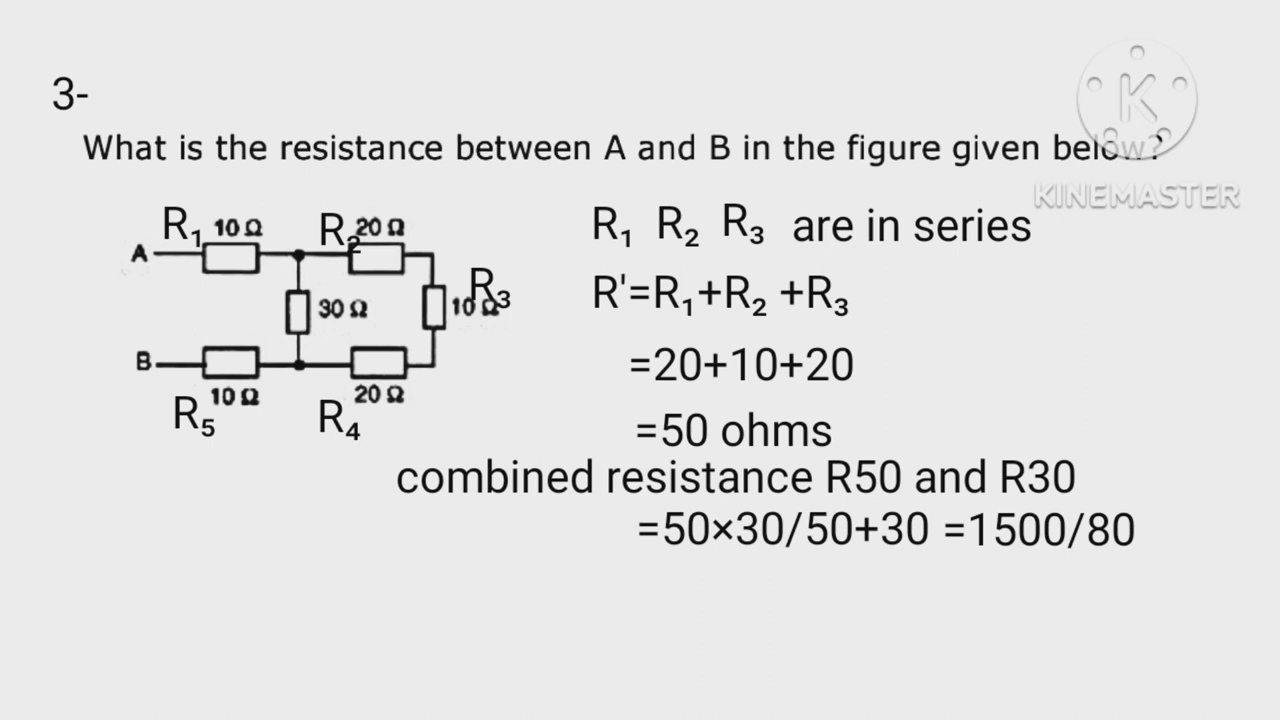 3-
What is the resistance between A and B in the figure given below?
KINEMASTER
R₁ 10 Ω R₂ 20 Ω
A
R₃
10 Ω
30 Ω
B
10 Ω 20 Ω
R₅ R₄
R₁ R₂ R₃ are in series
R'=R₁+R₂ +R₃
=20+10+20
=50 ohms
combined resistance R50 and R30
=50×30/50+30 =1500/80